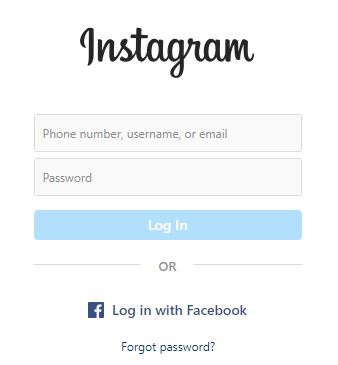 Instagram
Phone number, username, or email
Password
Log In
OR
Log in with Facebook
Forgot password?